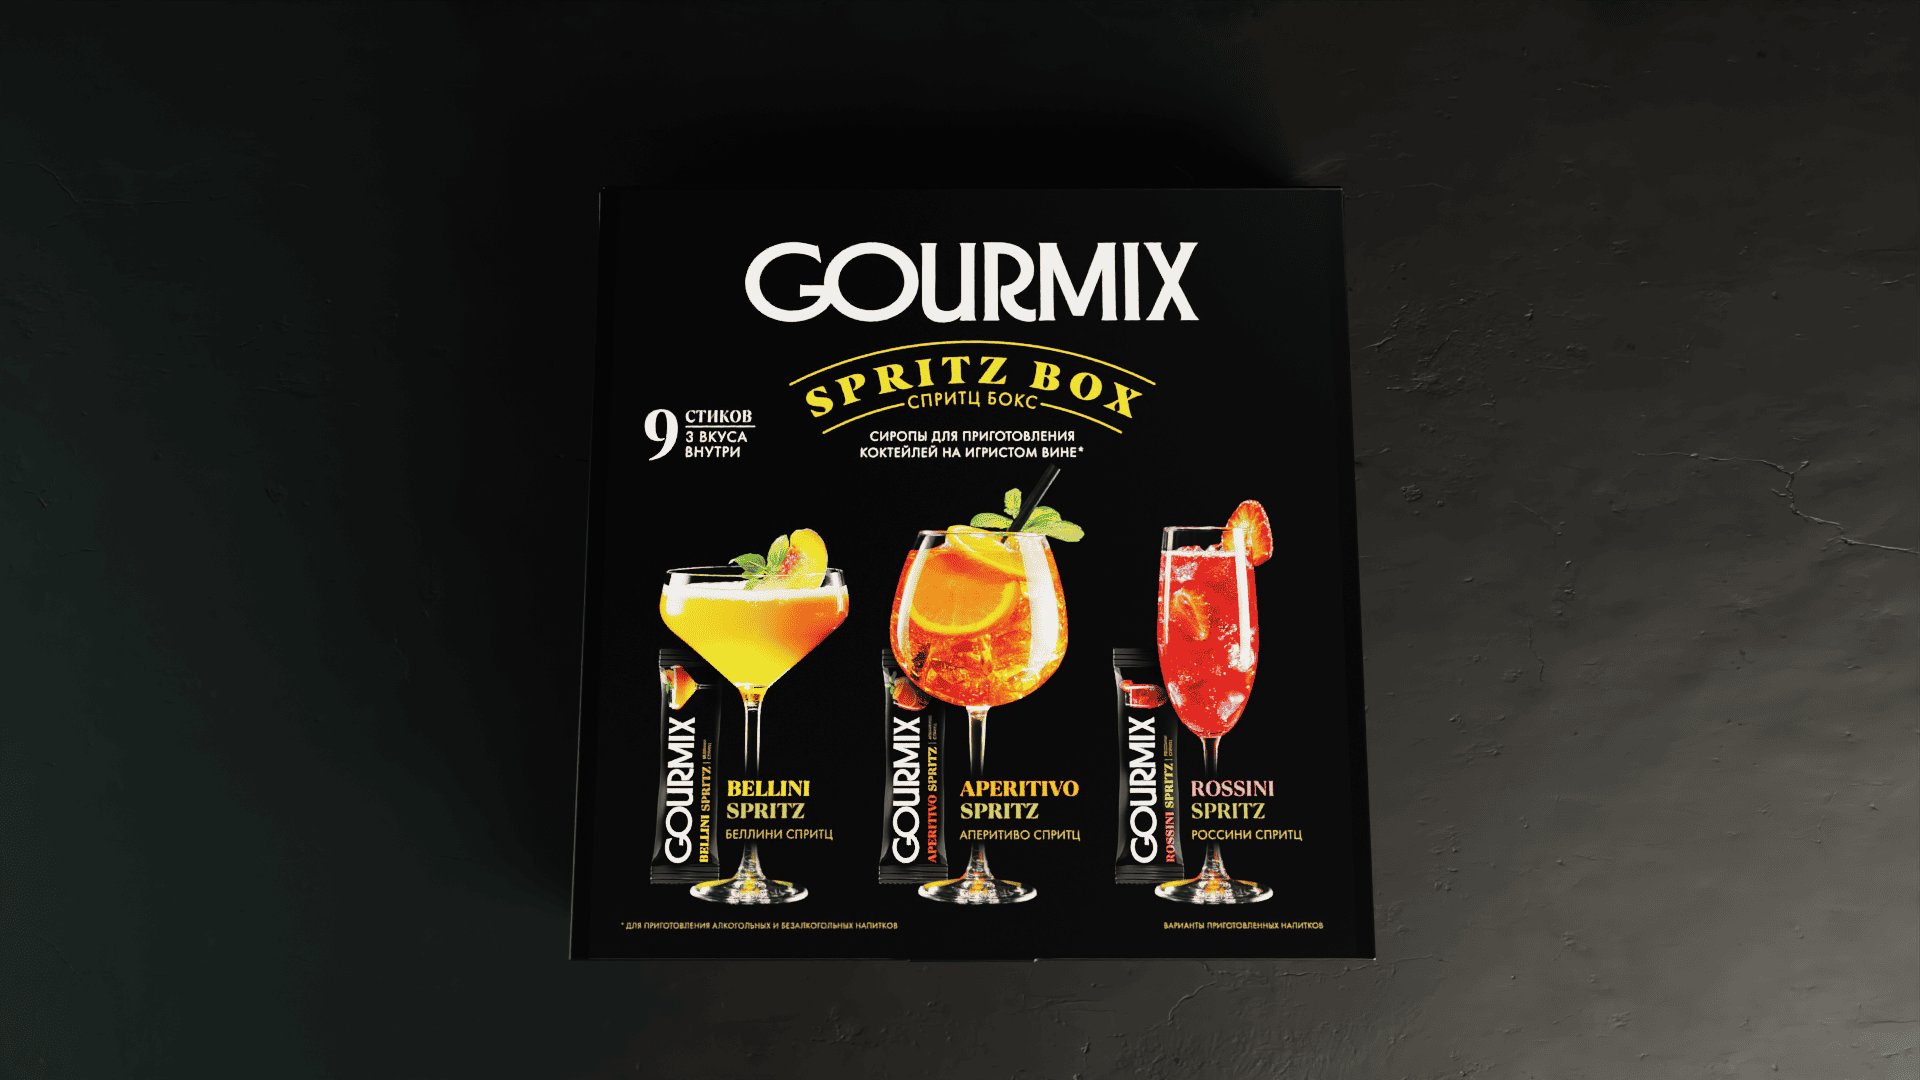 GOURMIX
SPRITZ BOX
СПРИТЦ БОКС
9 СТИКОВ
3 ВКУСА
ВНУТРИ
СИРОПЫ ДЛЯ ПРИГОТОВЛЕНИЯ
КОКТЕЙЛЕЙ НА ИГРИСТОМ ВИНЕ*
GOURMIX
BELLINI SPRITZ
BELLINI
SPRITZ
БЕЛЛИНИ СПРИТЦ
GOURMIX
APERITIVO SPRITZ
APERITIVO
SPRITZ
АПЕРИТИВО СПРИТЦ
GOURMIX
ROSSINI SPRITZ
ROSSINI
SPRITZ
РОССИНИ СПРИТЦ
* ДЛЯ ПРИГОТОВЛЕНИЯ АЛКОГОЛЬНЫХ И БЕЗАЛКОГОЛЬНЫХ НАПИТКОВ
ВАРИАНТЫ ПРИГОТОВЛЕННЫХ НАПИТКОВ